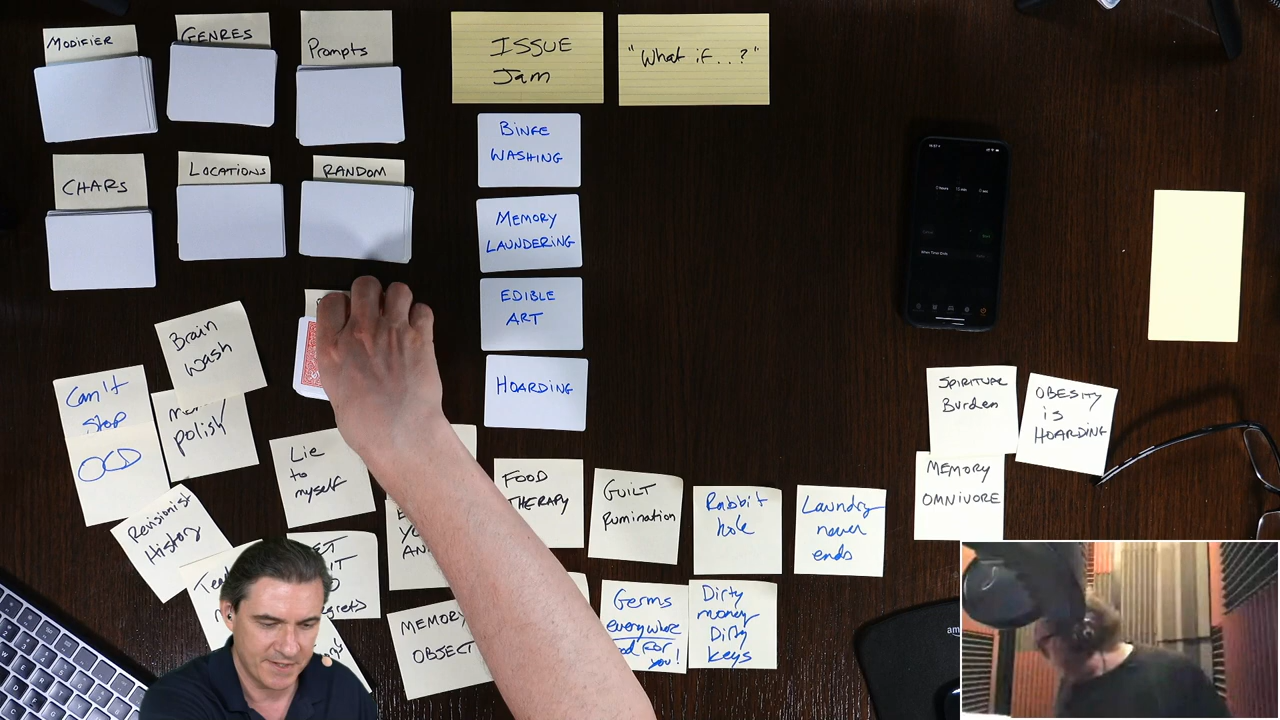 MODIFIER
GENRES
Prompts
ISSUE
Jam
"What if..?"
CHARS
LOCATIONS
RANDOM
BINGE
WASHING
MEMORY
LAUNDERING
EDIBLE
ART
HOARDING
Brain
wash
Can't
stop
OCD
polish
Lie
to
myself
Revisionist
History
FOOD
THERAPY
GUILT
Rumination
Rabbit
hole
Laundry
never
ends
MEMORY
OBJECT
Germs
everywhere
for
you!
Dirty
money
Dirty
keys
SPIRITUAL
Burden
OBESITY
is
HOARDING
MEMORY
OMNIVORE